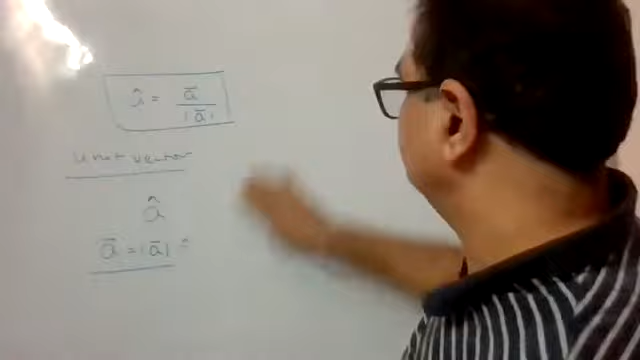 â = ā / |ā|
unit vector
â
ā = |ā| ^